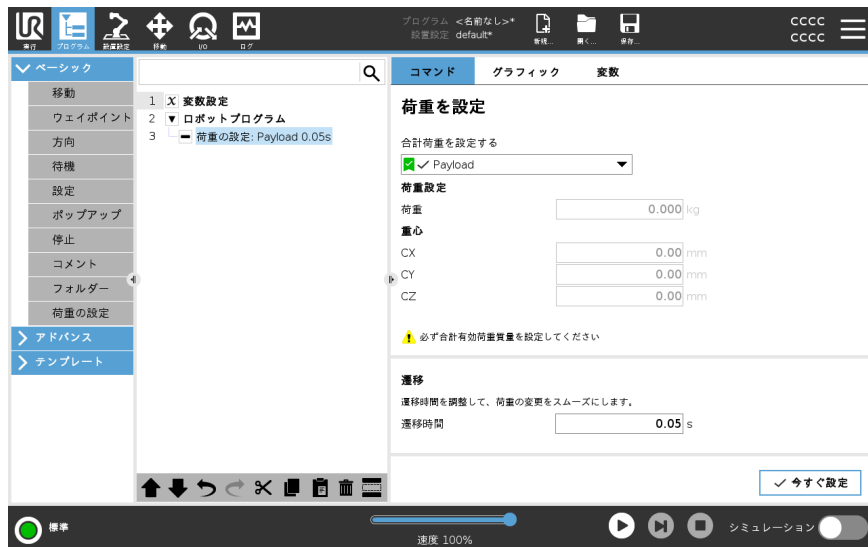 UR
実行
プログラム
設置設定
移動
I/O
ログ
プログラム <名前なし>*
設置設定 default*
新規...
開く...
保存...
CCCC
CCCC
ベーシック
移動
ウェイポイント
方向
待機
設定
ポップアップ
停止
コメント
フォルダー
荷重の設定
アドバンス
テンプレート
1 X 変数設定
2 ロボットプログラム
3 荷重の設定: Payload 0.05s
コマンド グラフィック 変数
荷重を設定
合計荷重を設定する
Payload
荷重設定
荷重 0.000 kg
重心
CX 0.00 mm
CY 0.00 mm
CZ 0.00 mm
必ず合計有効荷重質量を設定してください
遷移
遷移時間を調整して、荷重の変更をスムーズにします。
遷移時間 0.05 s
今すぐ設定
標準
速度 100%
シミュレーション